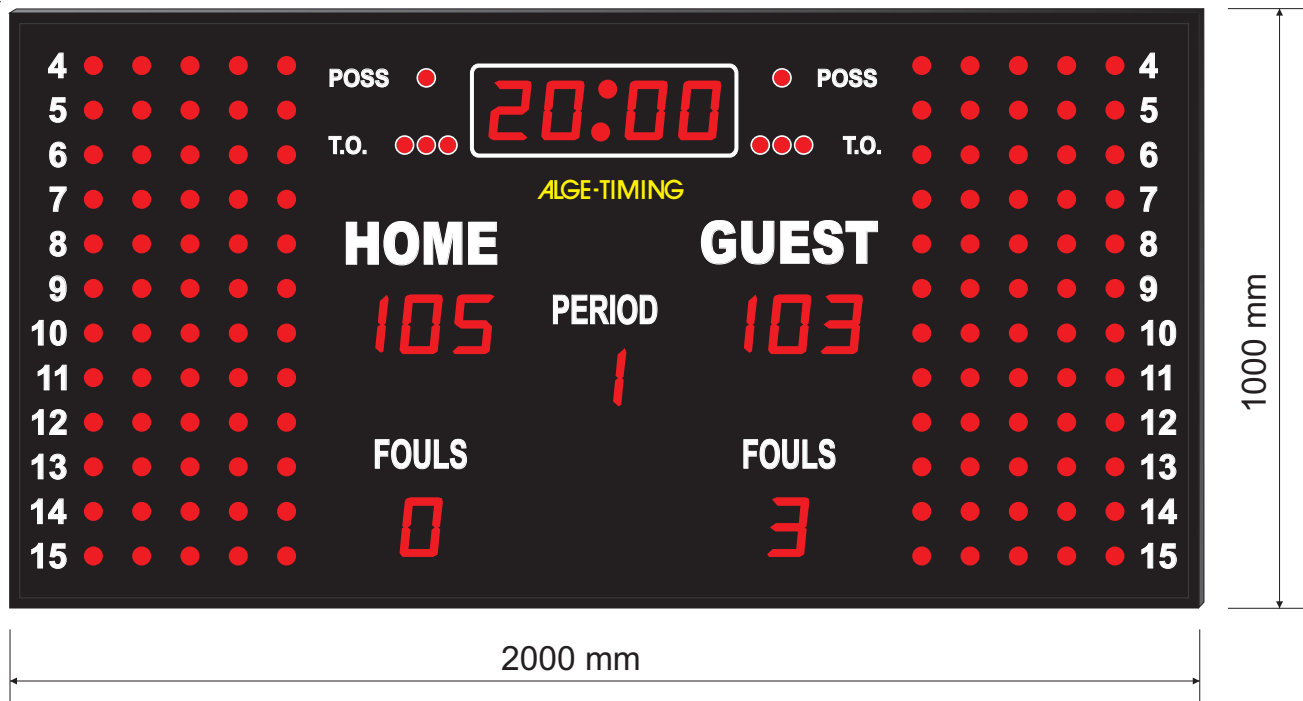 4 POSS 20:00 POSS 4
5 5
6 T.O. T.O. 6
ALGE-TIMING
7 7
8 HOME GUEST 8
9 9
PERIOD
10 105 103 10
11 1 11
12 12
FOULS FOULS
13 13
14 0 3 14
15 15
1000 mm
2000 mm